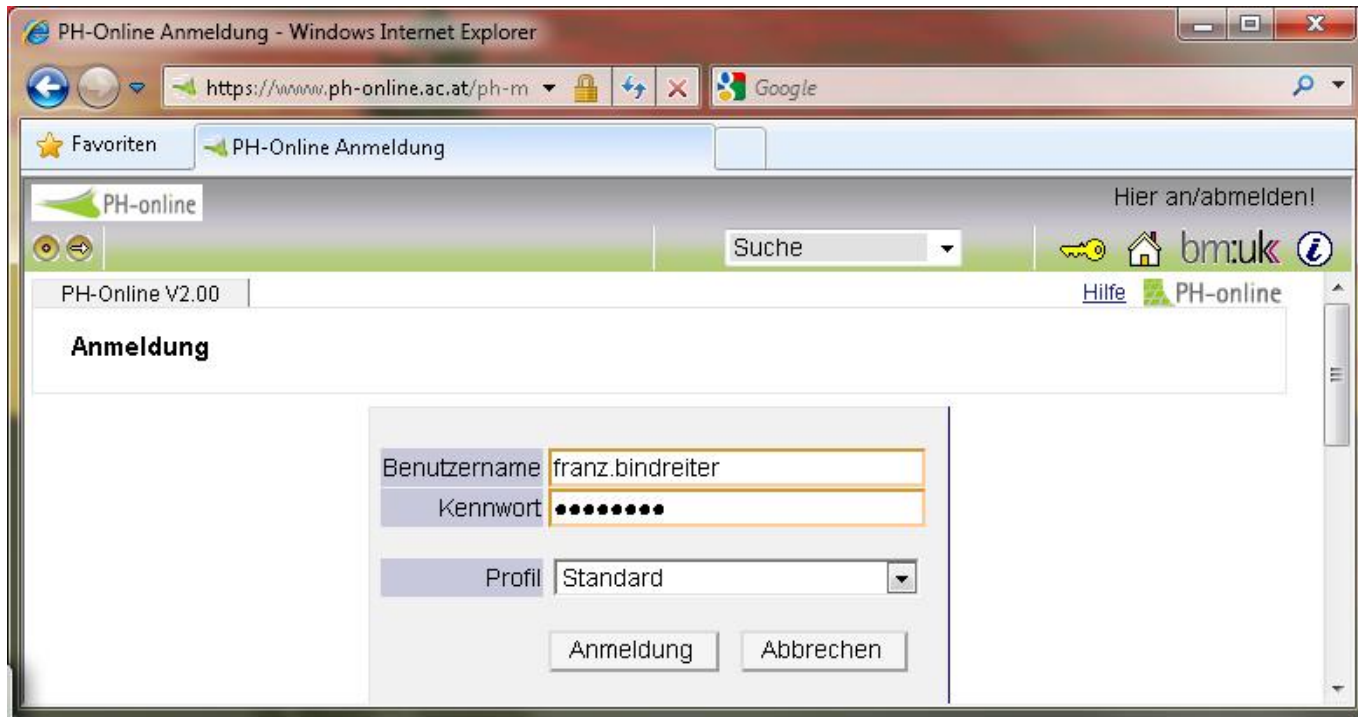 PH-Online Anmeldung - Windows Internet Explorer
https://www.ph-online.ac.at/ph-m Google
Favoriten PH-Online Anmeldung
PH-online Hier an/abmelden!
Suche bm:uk i
PH-Online V2.00 Hilfe PH-online
Anmeldung
Benutzername franz.bindreiter
Kennwort ••••••••
Profil Standard
Anmeldung Abbrechen